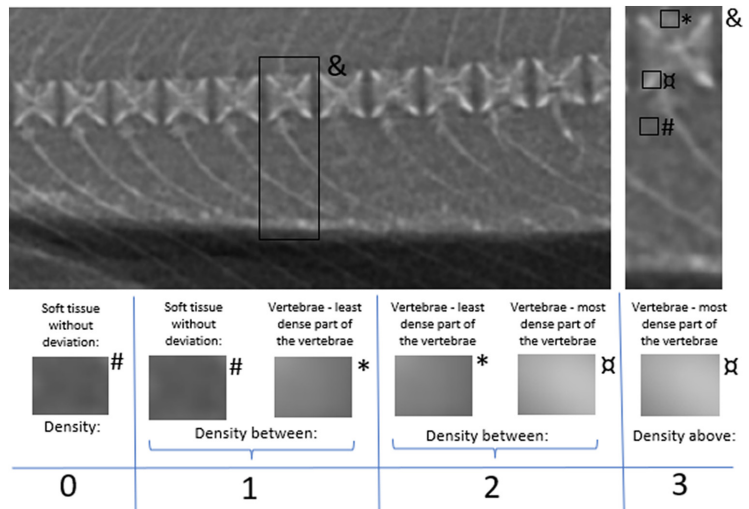 &
&
*
¤
#
Soft tissue
without
deviation:
#
Density:
Soft tissue
without
deviation:
#
Vertebrae - least
dense part of
the vertebrae
*
Density between:
Vertebrae - least
dense part of
the vertebrae
*
Vertebrae - most
dense part of
the vertebrae
¤
Density between:
Vertebrae - most
dense part of
the vertebrae
¤
Density above:
0
1
2
3